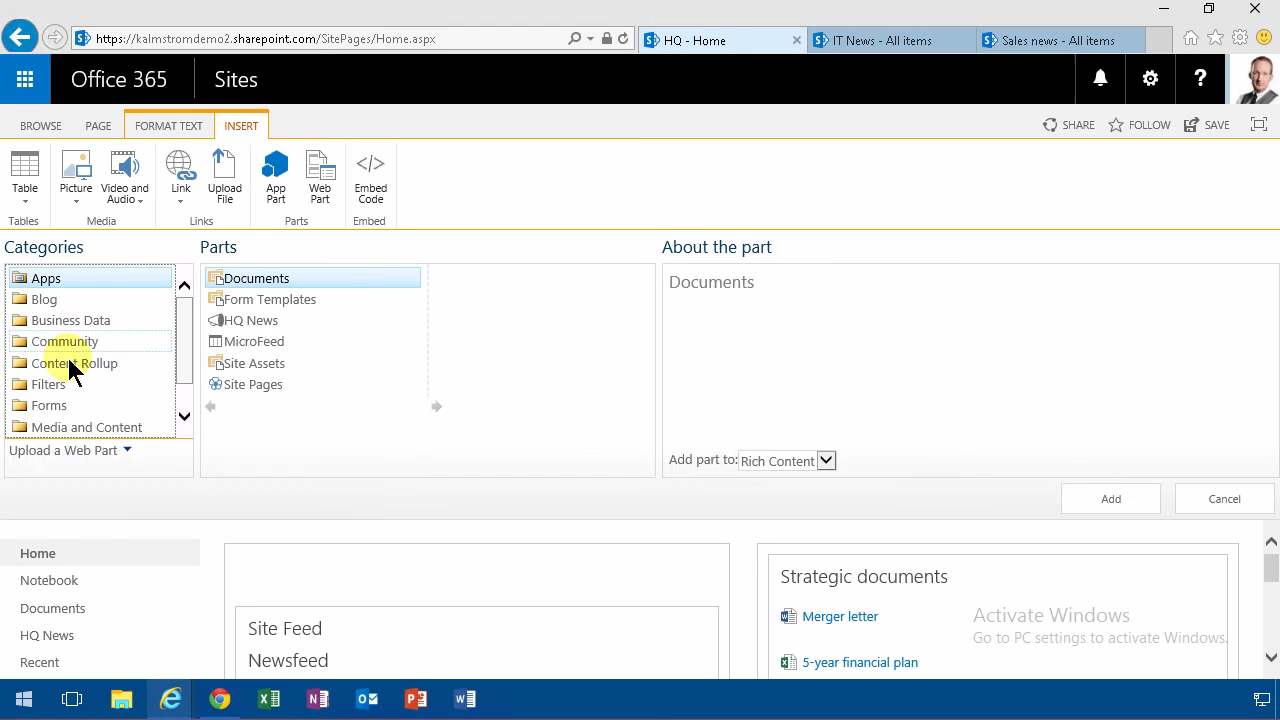 https://kalmstromdemo2.sharepoint.com/SitePages/Home.aspx
HQ - Home
IT News - All items
Sales news - All items
Office 365
Sites
BROWSE
PAGE
FORMAT TEXT
INSERT
SHARE
FOLLOW
SAVE
Table
Picture
Video and
Audio
Link
Upload
File
App
Part
Web
Part
Embed
Code
Tables
Media
Links
Parts
Embed
Categories
Apps
Blog
Business Data
Community
Content Rollup
Filters
Forms
Media and Content
Upload a Web Part
Parts
Documents
Form Templates
HQ News
MicroFeed
Site Assets
Site Pages
About the part
Documents
Add part to: Rich Content
Add
Cancel
Home
Notebook
Documents
HQ News
Recent
Site Feed
Newsfeed
Strategic documents
Merger letter
5-year financial plan
Activate Windows
Go to PC settings to activate Windows.